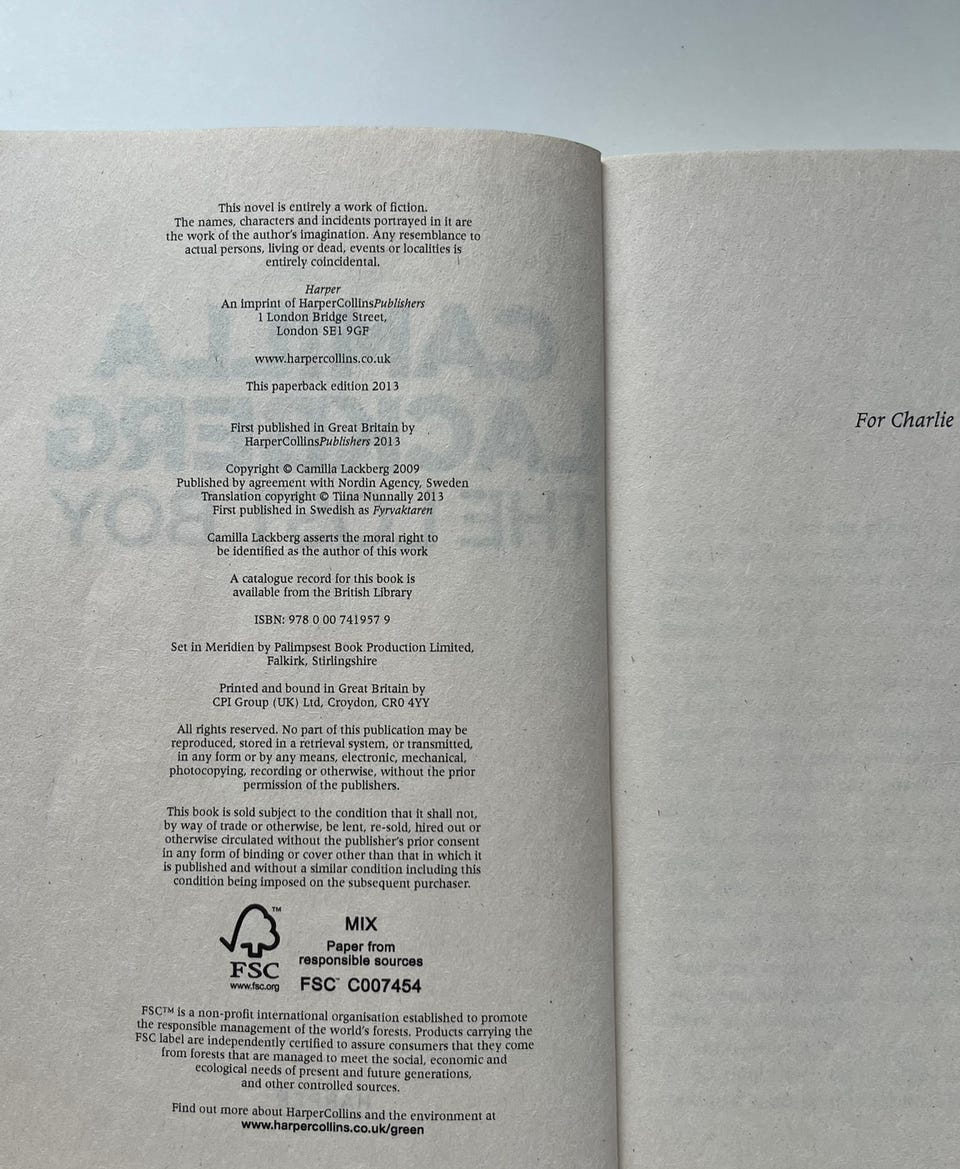 This novel is entirely a work of fiction.
The names, characters and incidents portrayed in it are
the work of the author's imagination. Any resemblance to
actual persons, living or dead, events or localities is
entirely coincidental.
Harper
An imprint of HarperCollinsPublishers
1 London Bridge Street,
London SE1 9GF
www.harpercollins.co.uk
This paperback edition 2013
First published in Great Britain by
HarperCollinsPublishers 2013
Copyright © Camilla Lackberg 2009
Published by agreement with Nordin Agency, Sweden
Translation copyright © Tiina Nunnally 2013
First published in Swedish as Fyrvaktaren
Camilla Lackberg asserts the moral right to
be identified as the author of this work
A catalogue record for this book is
available from the British Library
ISBN: 978 0 00 741957 9
Set in Meridien by Palimpsest Book Production Limited,
Falkirk, Stirlingshire
Printed and bound in Great Britain by
CPI Group (UK) Ltd, Croydon, CR0 4YY
All rights reserved. No part of this publication may be
reproduced, stored in a retrieval system, or transmitted,
in any form or by any means, electronic, mechanical,
photocopying, recording or otherwise, without the prior
permission of the publishers.
This book is sold subject to the condition that it shall not,
by way of trade or otherwise, be lent, re-sold, hired out or
otherwise circulated without the publisher's prior consent
in any form of binding or cover other than that in which it
is published and without a similar condition including this
condition being imposed on the subsequent purchaser.
FSC
www.fsc.org
MIX
Paper from
responsible sources
FSC™ C007454
FSC™ is a non-profit international organisation established to promote
the responsible management of the world's forests. Products carrying the
FSC label are independently certified to assure consumers that they come
from forests that are managed to meet the social, economic and
ecological needs of present and future generations,
and other controlled sources.
Find out more about HarperCollins and the environment at
www.harpercollins.co.uk/green
For Charlie